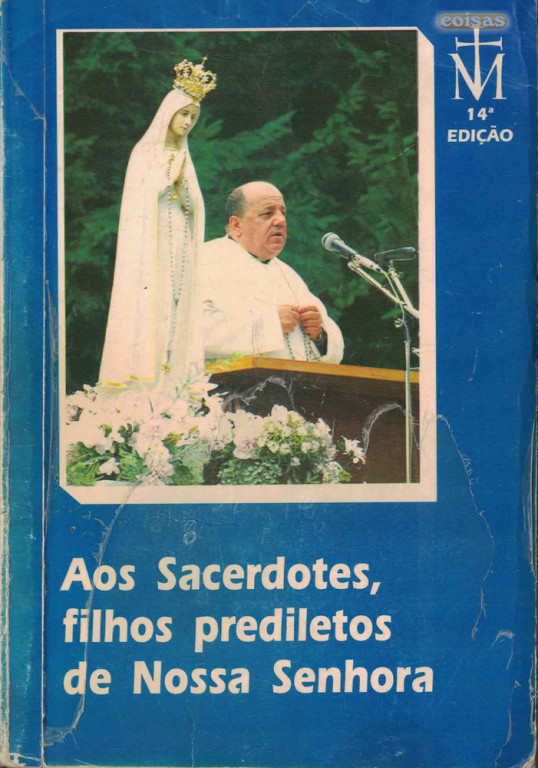 coisas
M
14ª
EDIÇÃO
Aos Sacerdotes,
filhos prediletos
de Nossa Senhora